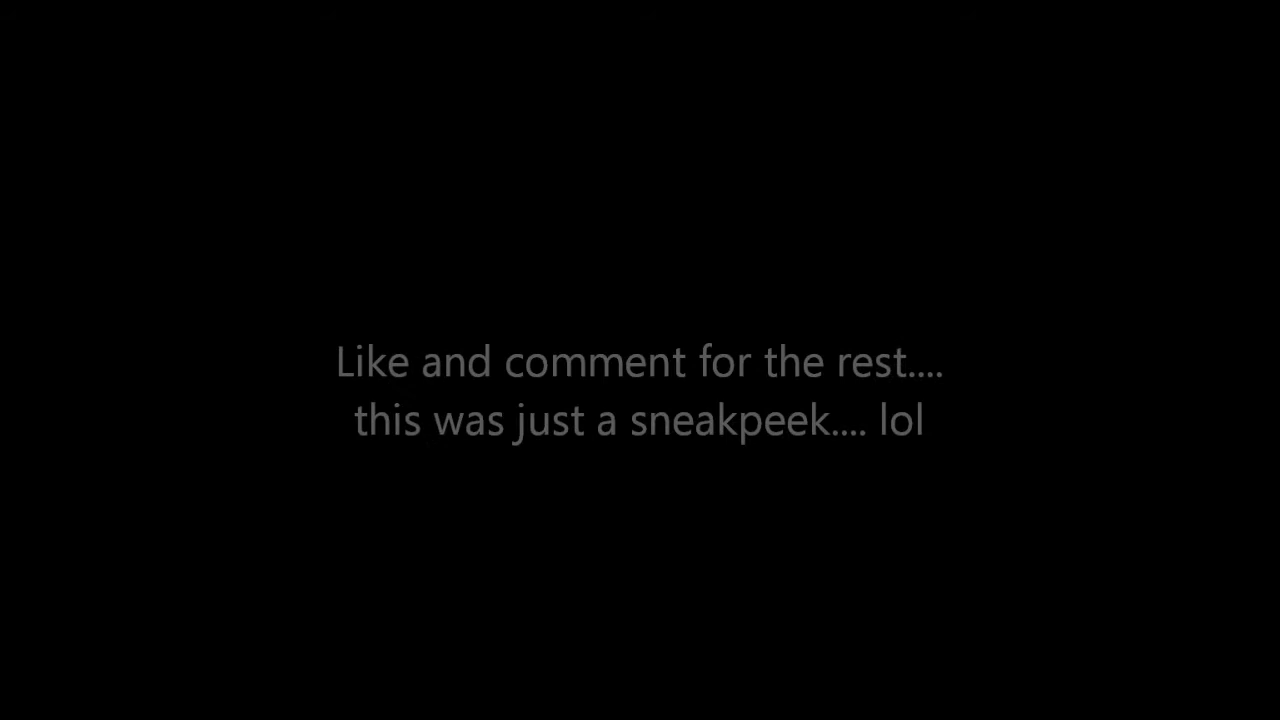 Like and comment for the rest....
this was just a sneakpeek.... lol